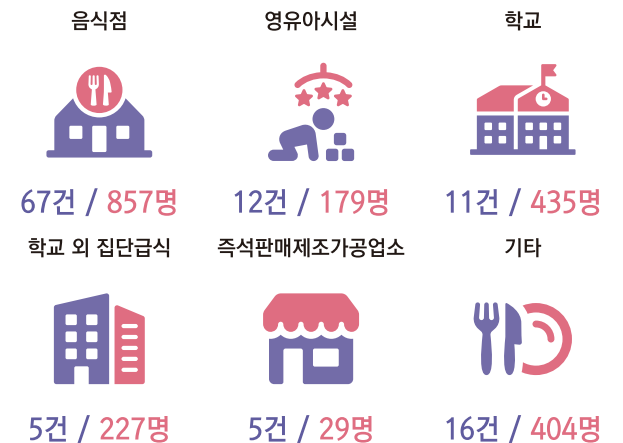 음식점 영유아시설 학교
67건 / 857명 12건 / 179명 11건 / 435명
학교 외 집단급식 즉석판매제조가공업소 기타
5건 / 227명 5건 / 29명 16건 / 404명